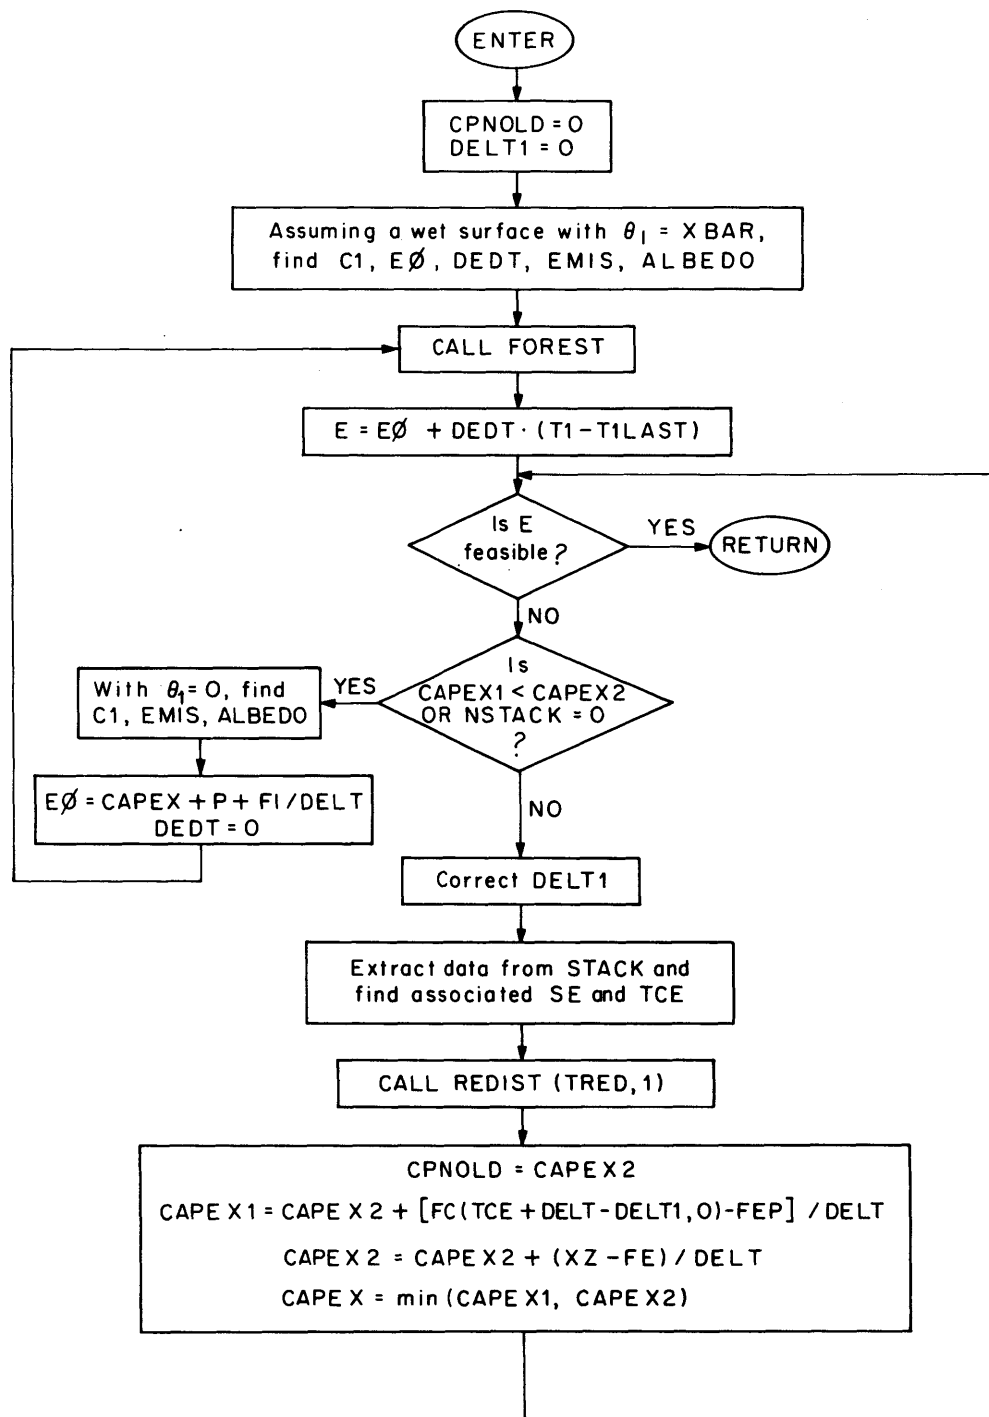 ENTER
CPNOLD = 0
DELT1 = 0
Assuming a wet surface with θ1 = XBAR,
find C1, EØ, DEDT, EMIS, ALBEDO
CALL FOREST
E = EØ + DEDT · (T1-T1LAST)
Is E
feasible?
YES
RETURN
NO
Is
CAPEX1 < CAPEX2
OR NSTACK = 0
?
YES
With θ1 = 0, find
C1, EMIS, ALBEDO
EØ = CAPEX + P + FI/DELT
DEDT = 0
NO
Correct DELT1
Extract data from STACK and
find associated SE and TCE
CALL REDIST (TRED, 1)
CPNOLD = CAPEX2
CAPEX1 = CAPEX2 + [FC(TCE + DELT - DELT1, 0) - FEP] / DELT
CAPEX2 = CAPEX2 + (XZ - FE) / DELT
CAPEX = min (CAPEX1, CAPEX2)